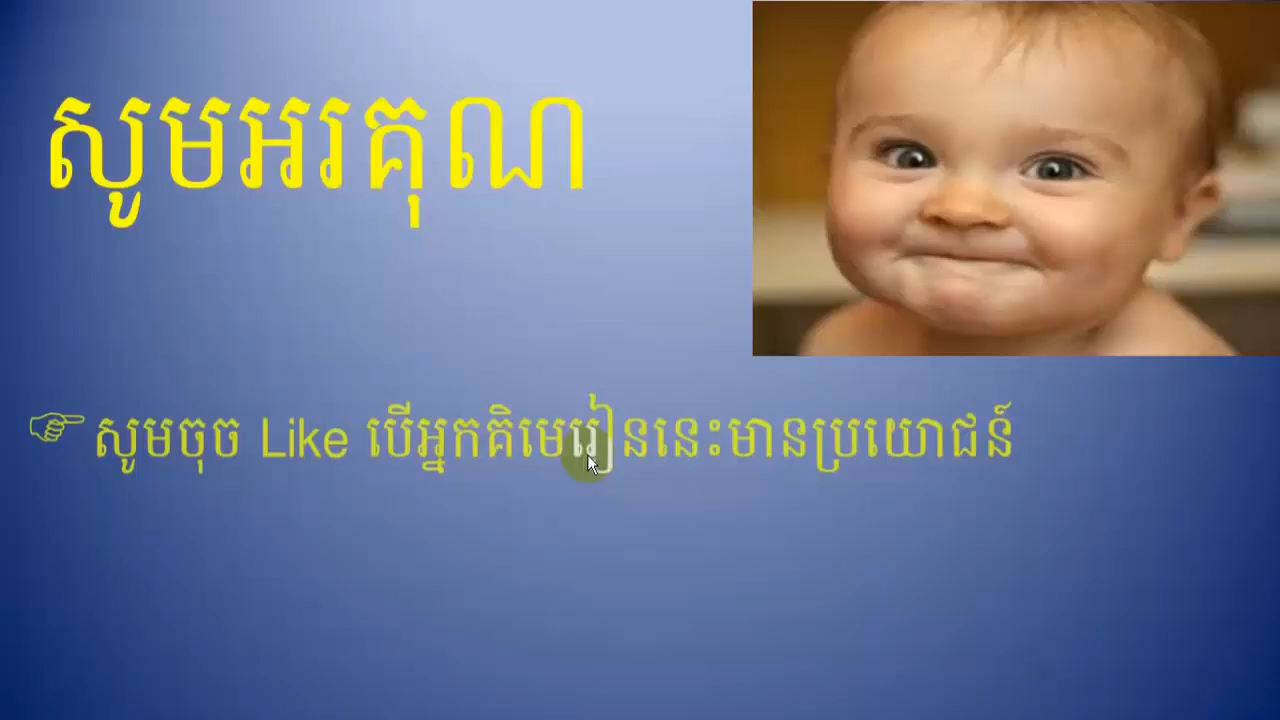 សូមអរគុណ
☞សូមចុច Like បើអ្នកគិមេរៀននេះមានប្រយោជន៍